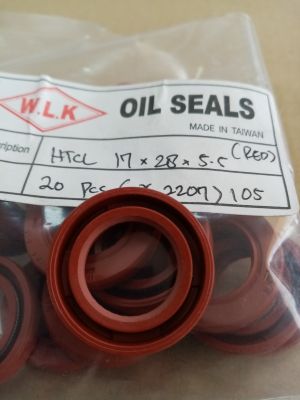 W.L.K
OIL SEALS
MADE IN TAIWAN
ription HTCL 17 × 28 × 5.5 (RED)
20 Pcs ( × 2207) 105